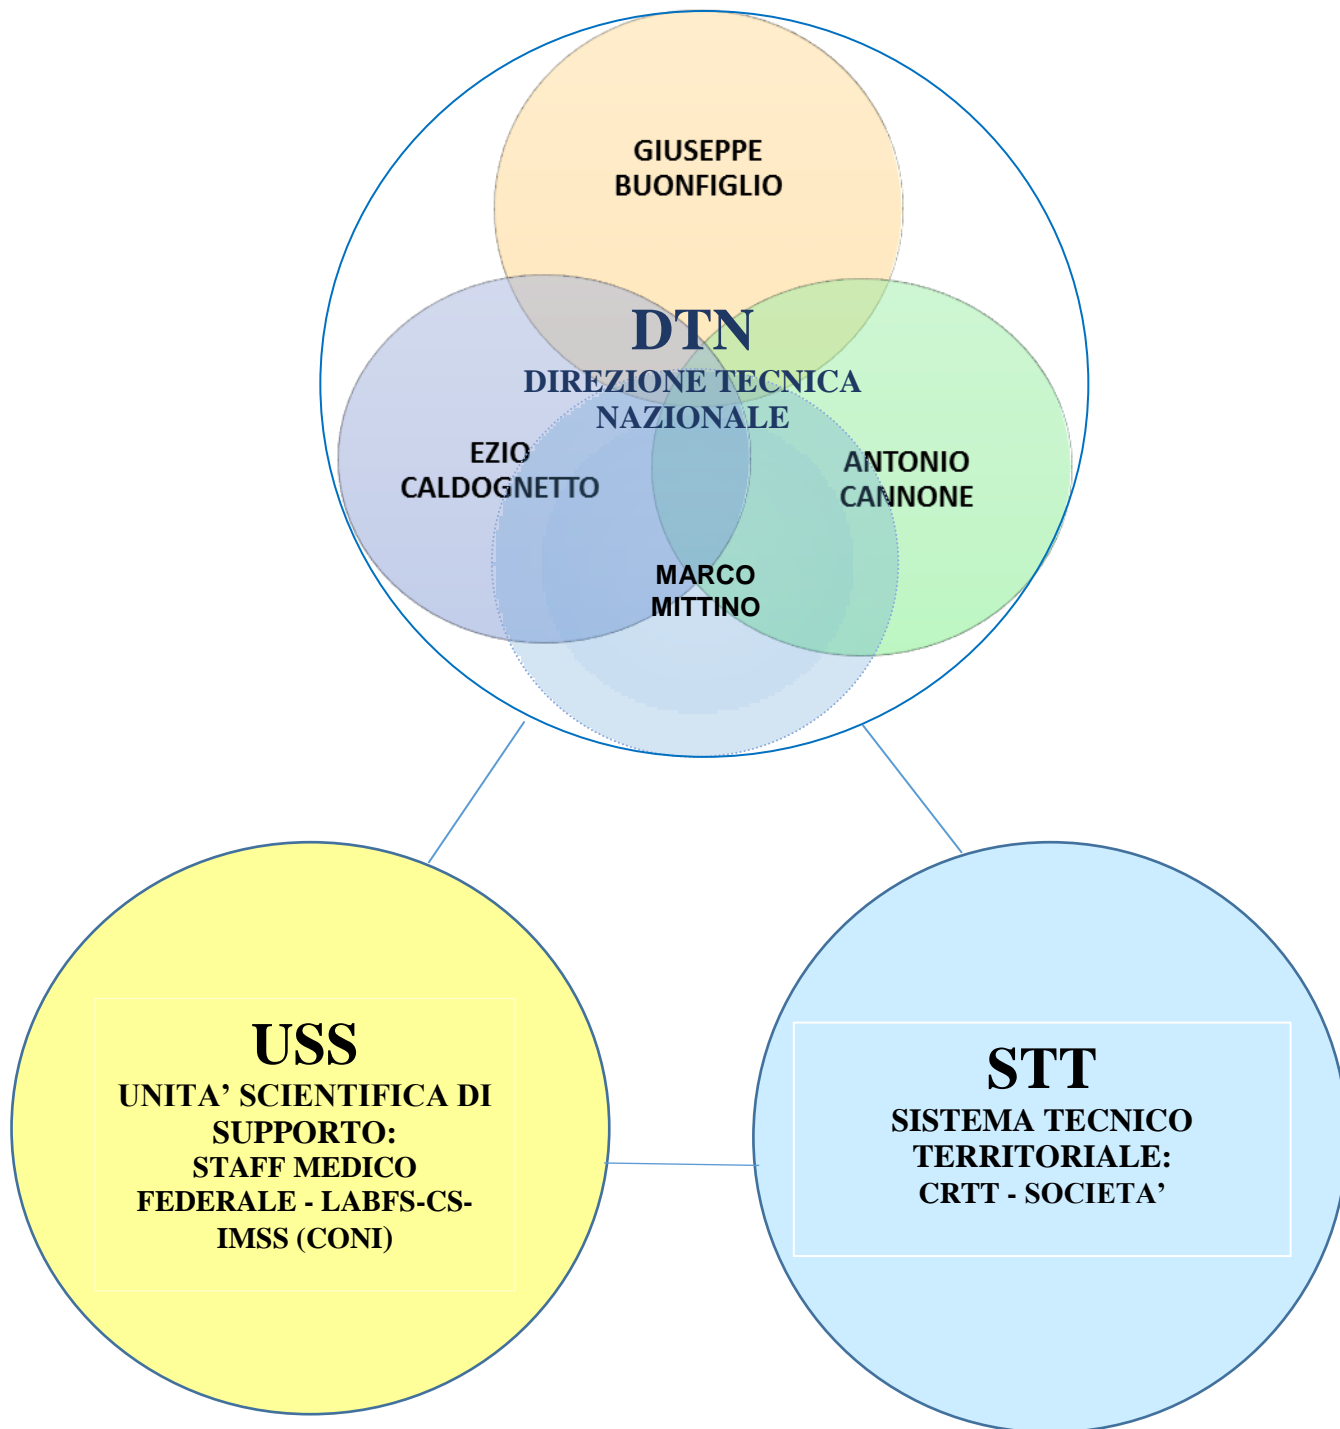 GIUSEPPE
BUONFIGLIO
DTN
DIREZIONE TECNICA
NAZIONALE
EZIO
CALDOGNETTO
ANTONIO
CANNONE
MARCO
MITTINO
USS
UNITA’ SCIENTIFICA DI
SUPPORTO:
STAFF MEDICO
FEDERALE - LABFS-CS-
IMSS (CONI)
STT
SISTEMA TECNICO
TERRITORIALE:
CRTT - SOCIETA’